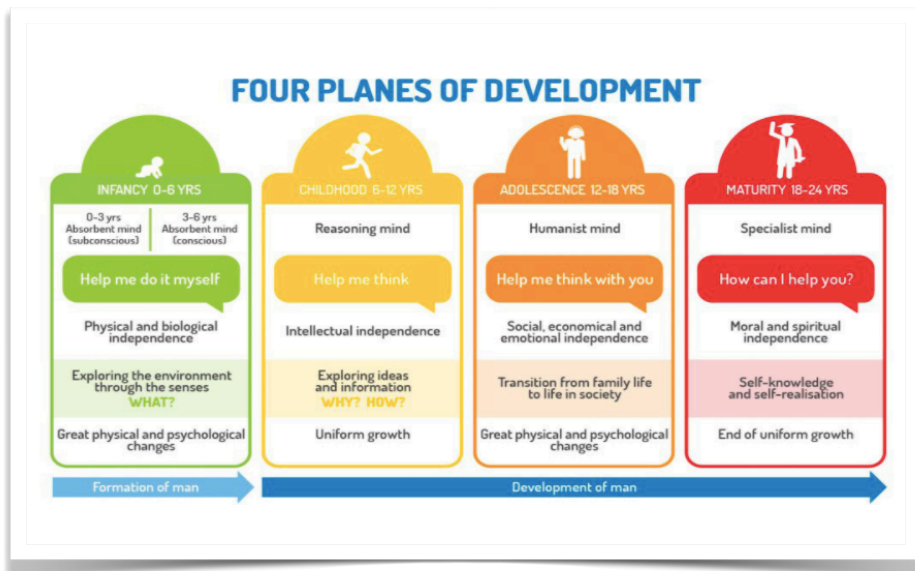 FOUR PLANES OF DEVELOPMENT
INFANCY 0-6 YRS
0-3 yrs
Absorbent mind
(subconscious)
3-6 yrs
Absorbent mind
(conscious)
Help me do it myself
Physical and biological
independence
Exploring the environment
through the senses
WHAT?
Great physical and psychological
changes
CHILDHOOD 6-12 YRS
Reasoning mind
Help me think
Intellectual independence
Exploring ideas
and information
WHY? HOW?
Uniform growth
ADOLESCENCE 12-18 YRS
Humanist mind
Help me think with you
Social, economical and
emotional independence
Transition from family life
to life in society
Great physical and psychological
changes
MATURITY 18-24 YRS
Specialist mind
How can I help you?
Moral and spiritual
independence
Self-knowledge
and self-realisation
End of uniform growth
Formation of man
Development of man